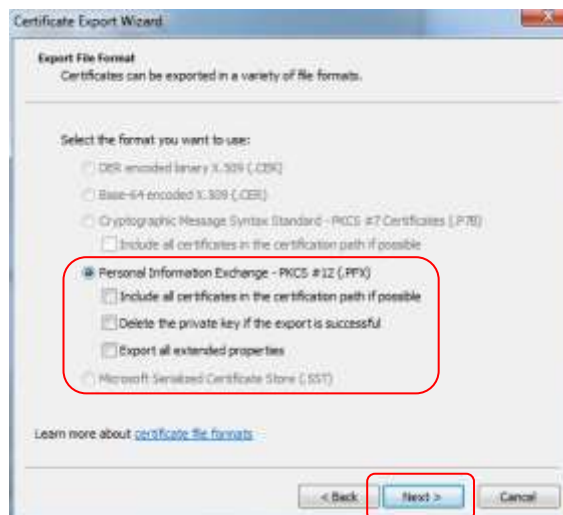 Certificate Export Wizard
Export File Format
Certificates can be exported in a variety of file formats.
Select the format you want to use:
DER encoded binary X.509 (.CER)
Base-64 encoded X.509 (.CER)
Cryptographic Message Syntax Standard - PKCS #7 Certificates (.P7B)
Include all certificates in the certification path if possible
Personal Information Exchange - PKCS #12 (.PFX)
Include all certificates in the certification path if possible
Delete the private key if the export is successful
Export all extended properties
Microsoft Serialized Certificate Store (.SST)
Learn more about certificate file formats
< Back Next > Cancel